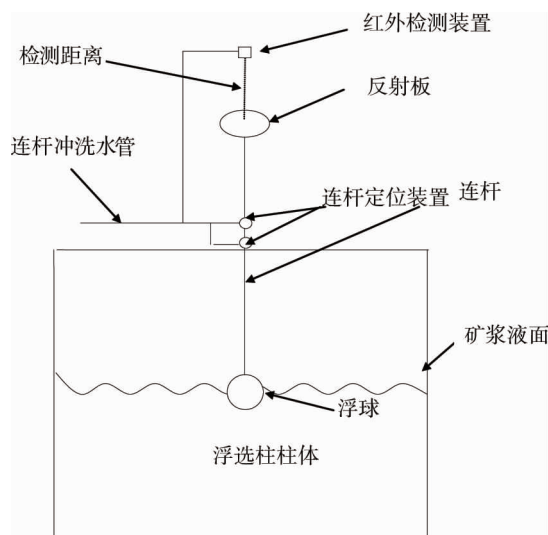 红外检测装置
检测距离
反射板
连杆冲洗水管
连杆定位装置 连杆
矿浆液面
浮球
浮选柱柱体